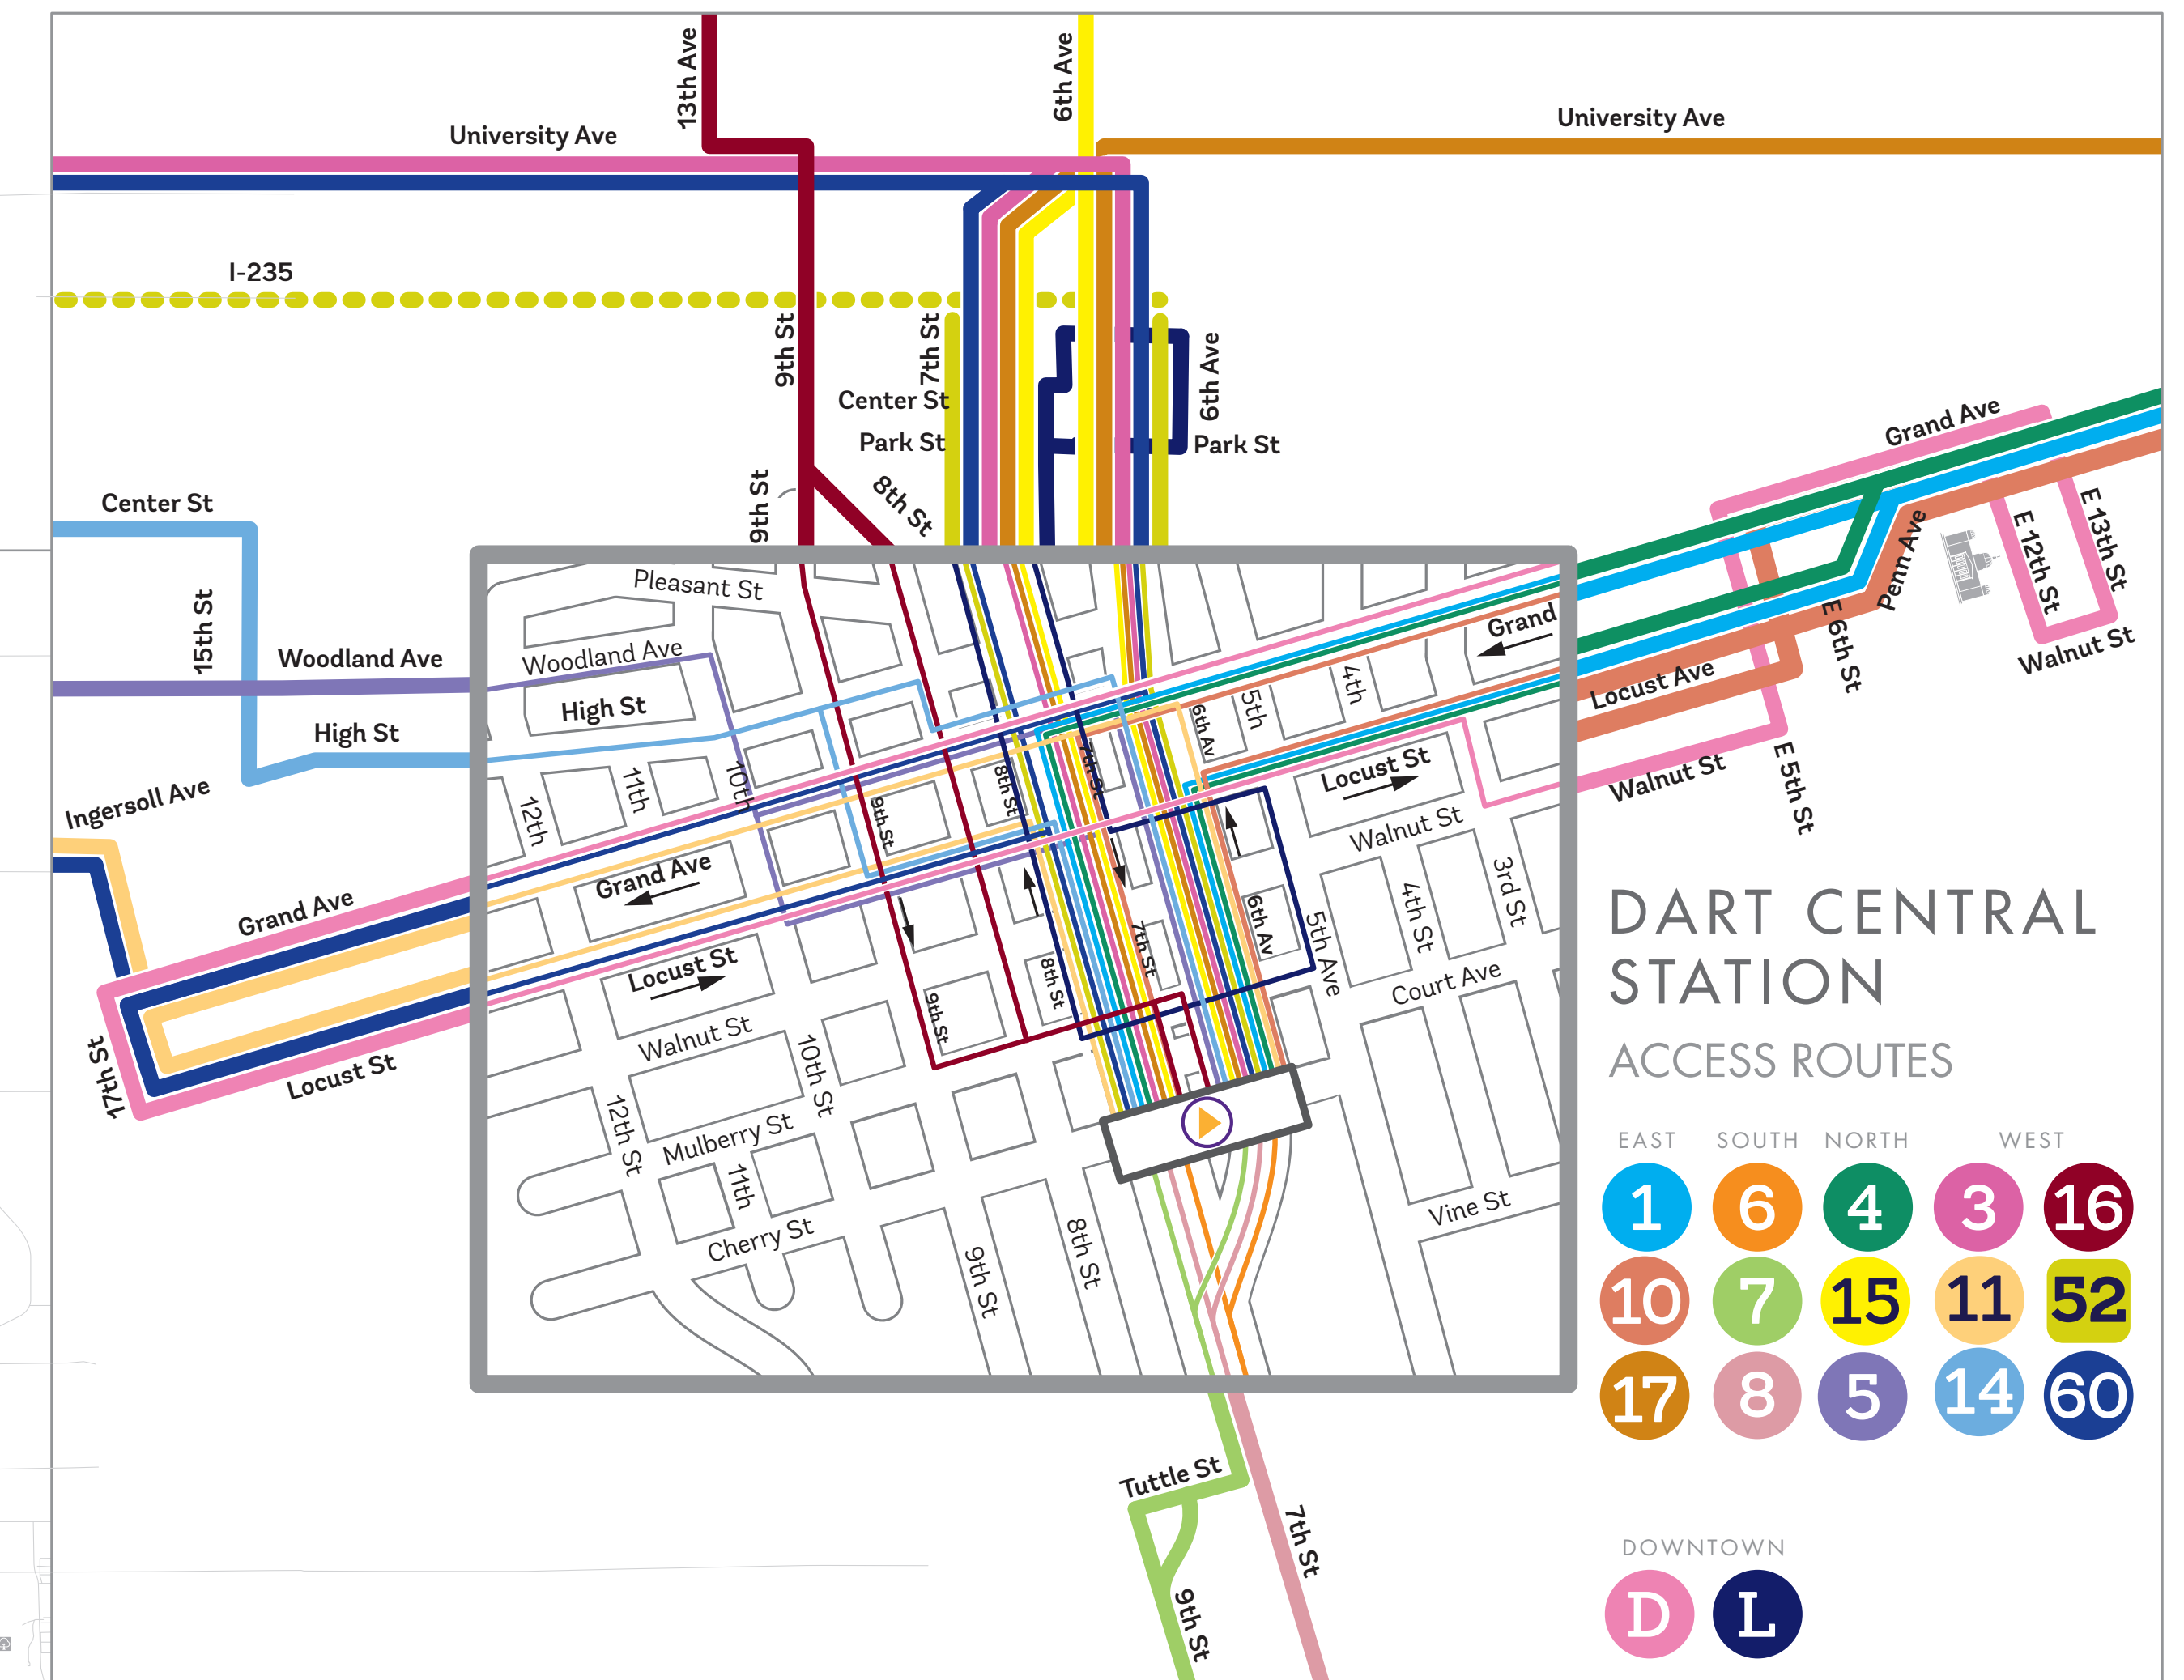 13th Ave
6th Ave
University Ave
University Ave
I-235
9th St
7th St
6th Ave
Center St
Park St
Park St
Grand Ave
9th St
8th St
Center St
E 13th St
E 12th St
Penn Ave
15th St
Pleasant St
Grand
E 6th St
Walnut St
Woodland Ave
Woodland Ave
High St
4th
5th
6th Av
Locust Ave
High St
7th St
8th St
Locust St
Walnut St
E 5th St
Ingersoll Ave
12th
11th
10th
9th St
Walnut St
Grand Ave
Grand Ave
3rd St
4th St
5th Ave
6th Av
7th St
8th St
9th St
Locust St
Court Ave
Walnut St
10th St
17th St
Locust St
12th St
Mulberry St
11th
Cherry St
9th St
8th St
Vine St
Tuttle St
7th St
9th St
DART CENTRAL
STATION
ACCESS ROUTES
EAST SOUTH NORTH WEST
1 6 4 3 16
10 7 15 11 52
17 8 5 14 60
DOWNTOWN
D L